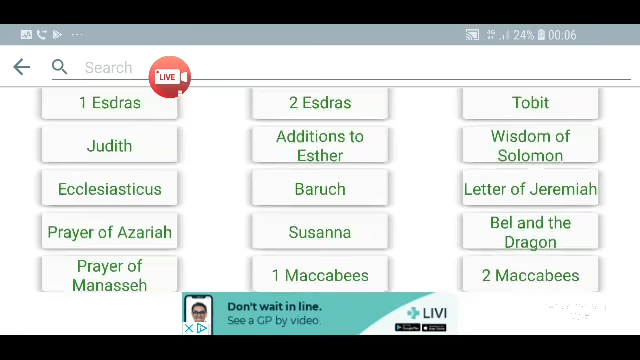 24% 00:06
Search
LIVE
1 Esdras 2 Esdras Tobit
Judith Additions to Esther Wisdom of Solomon
Ecclesiasticus Baruch Letter of Jeremiah
Prayer of Azariah Susanna Bel and the Dragon
Prayer of Manasseh 1 Maccabees 2 Maccabees
Don't wait in line.
See a GP by video.
LIVI